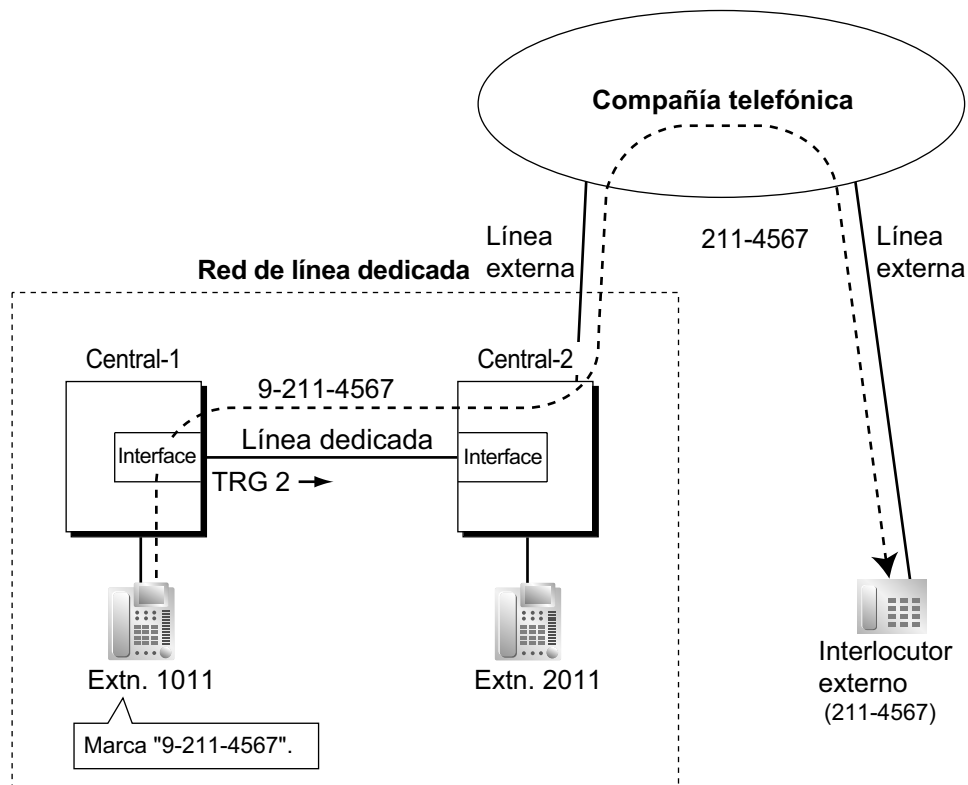 Compañía telefónica
Línea
externa
211-4567
Línea
externa
Red de línea dedicada
Central-1
Central-2
9-211-4567
Interface
Línea dedicada
Interface
TRG 2
Extn. 1011
Extn. 2011
Interlocutor
externo
(211-4567)
Marca "9-211-4567".